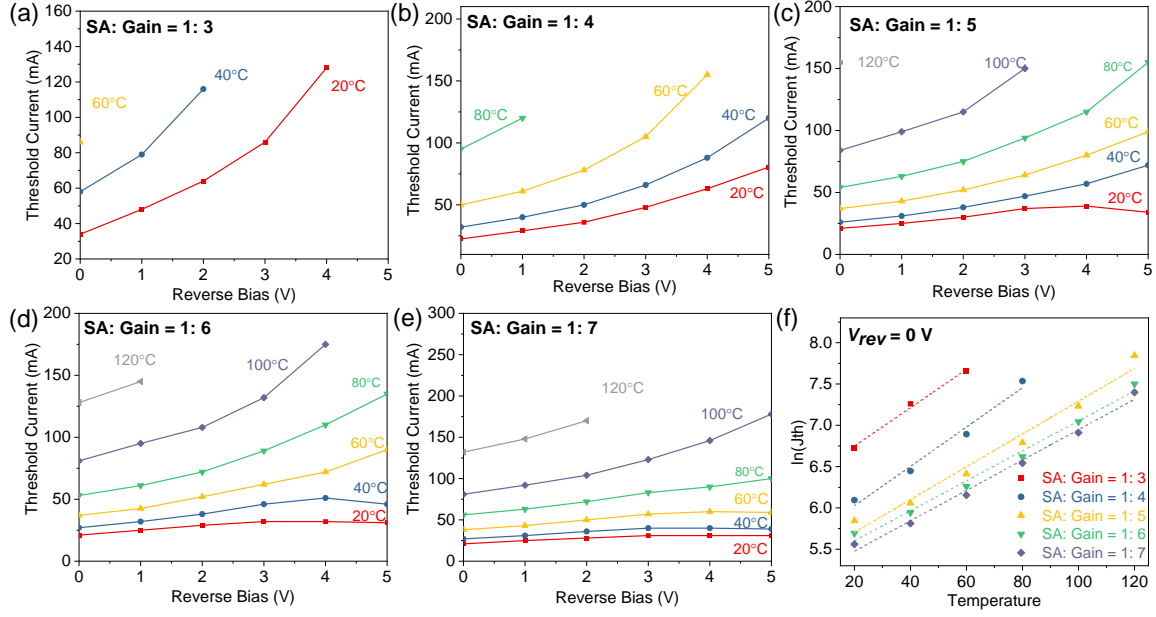 (a)
SA: Gain = 1: 3
Threshold Current (mA)
160
140
120
100
80
60
40
20
60°C
40°C
20°C
0 1 2 3 4 5
Reverse Bias (V)
(b)
SA: Gain = 1: 4
Threshold Current (mA)
200
150
100
50
80°C
60°C
40°C
20°C
0 1 2 3 4 5
Reverse Bias (V)
(c)
SA: Gain = 1: 5
Threshold Current (mA)
200
150
100
50
0
120°C
100°C
80°C
60°C
40°C
20°C
0 1 2 3 4 5
Reverse Bias (V)
(d)
SA: Gain = 1: 6
Threshold Current (mA)
200
150
100
50
0
120°C
100°C
80°C
60°C
40°C
20°C
0 1 2 3 4 5
Reverse Bias (V)
(e)
SA: Gain = 1: 7
Threshold Current (mA)
300
250
200
150
100
50
0
120°C
100°C
80°C
60°C
40°C
20°C
0 1 2 3 4 5
Reverse Bias (V)
(f)
V_rev = 0 V
ln(Jth)
8.0
7.5
7.0
6.5
6.0
5.5
SA: Gain = 1: 3
SA: Gain = 1: 4
SA: Gain = 1: 5
SA: Gain = 1: 6
SA: Gain = 1: 7
20 40 60 80 100 120
Temperature